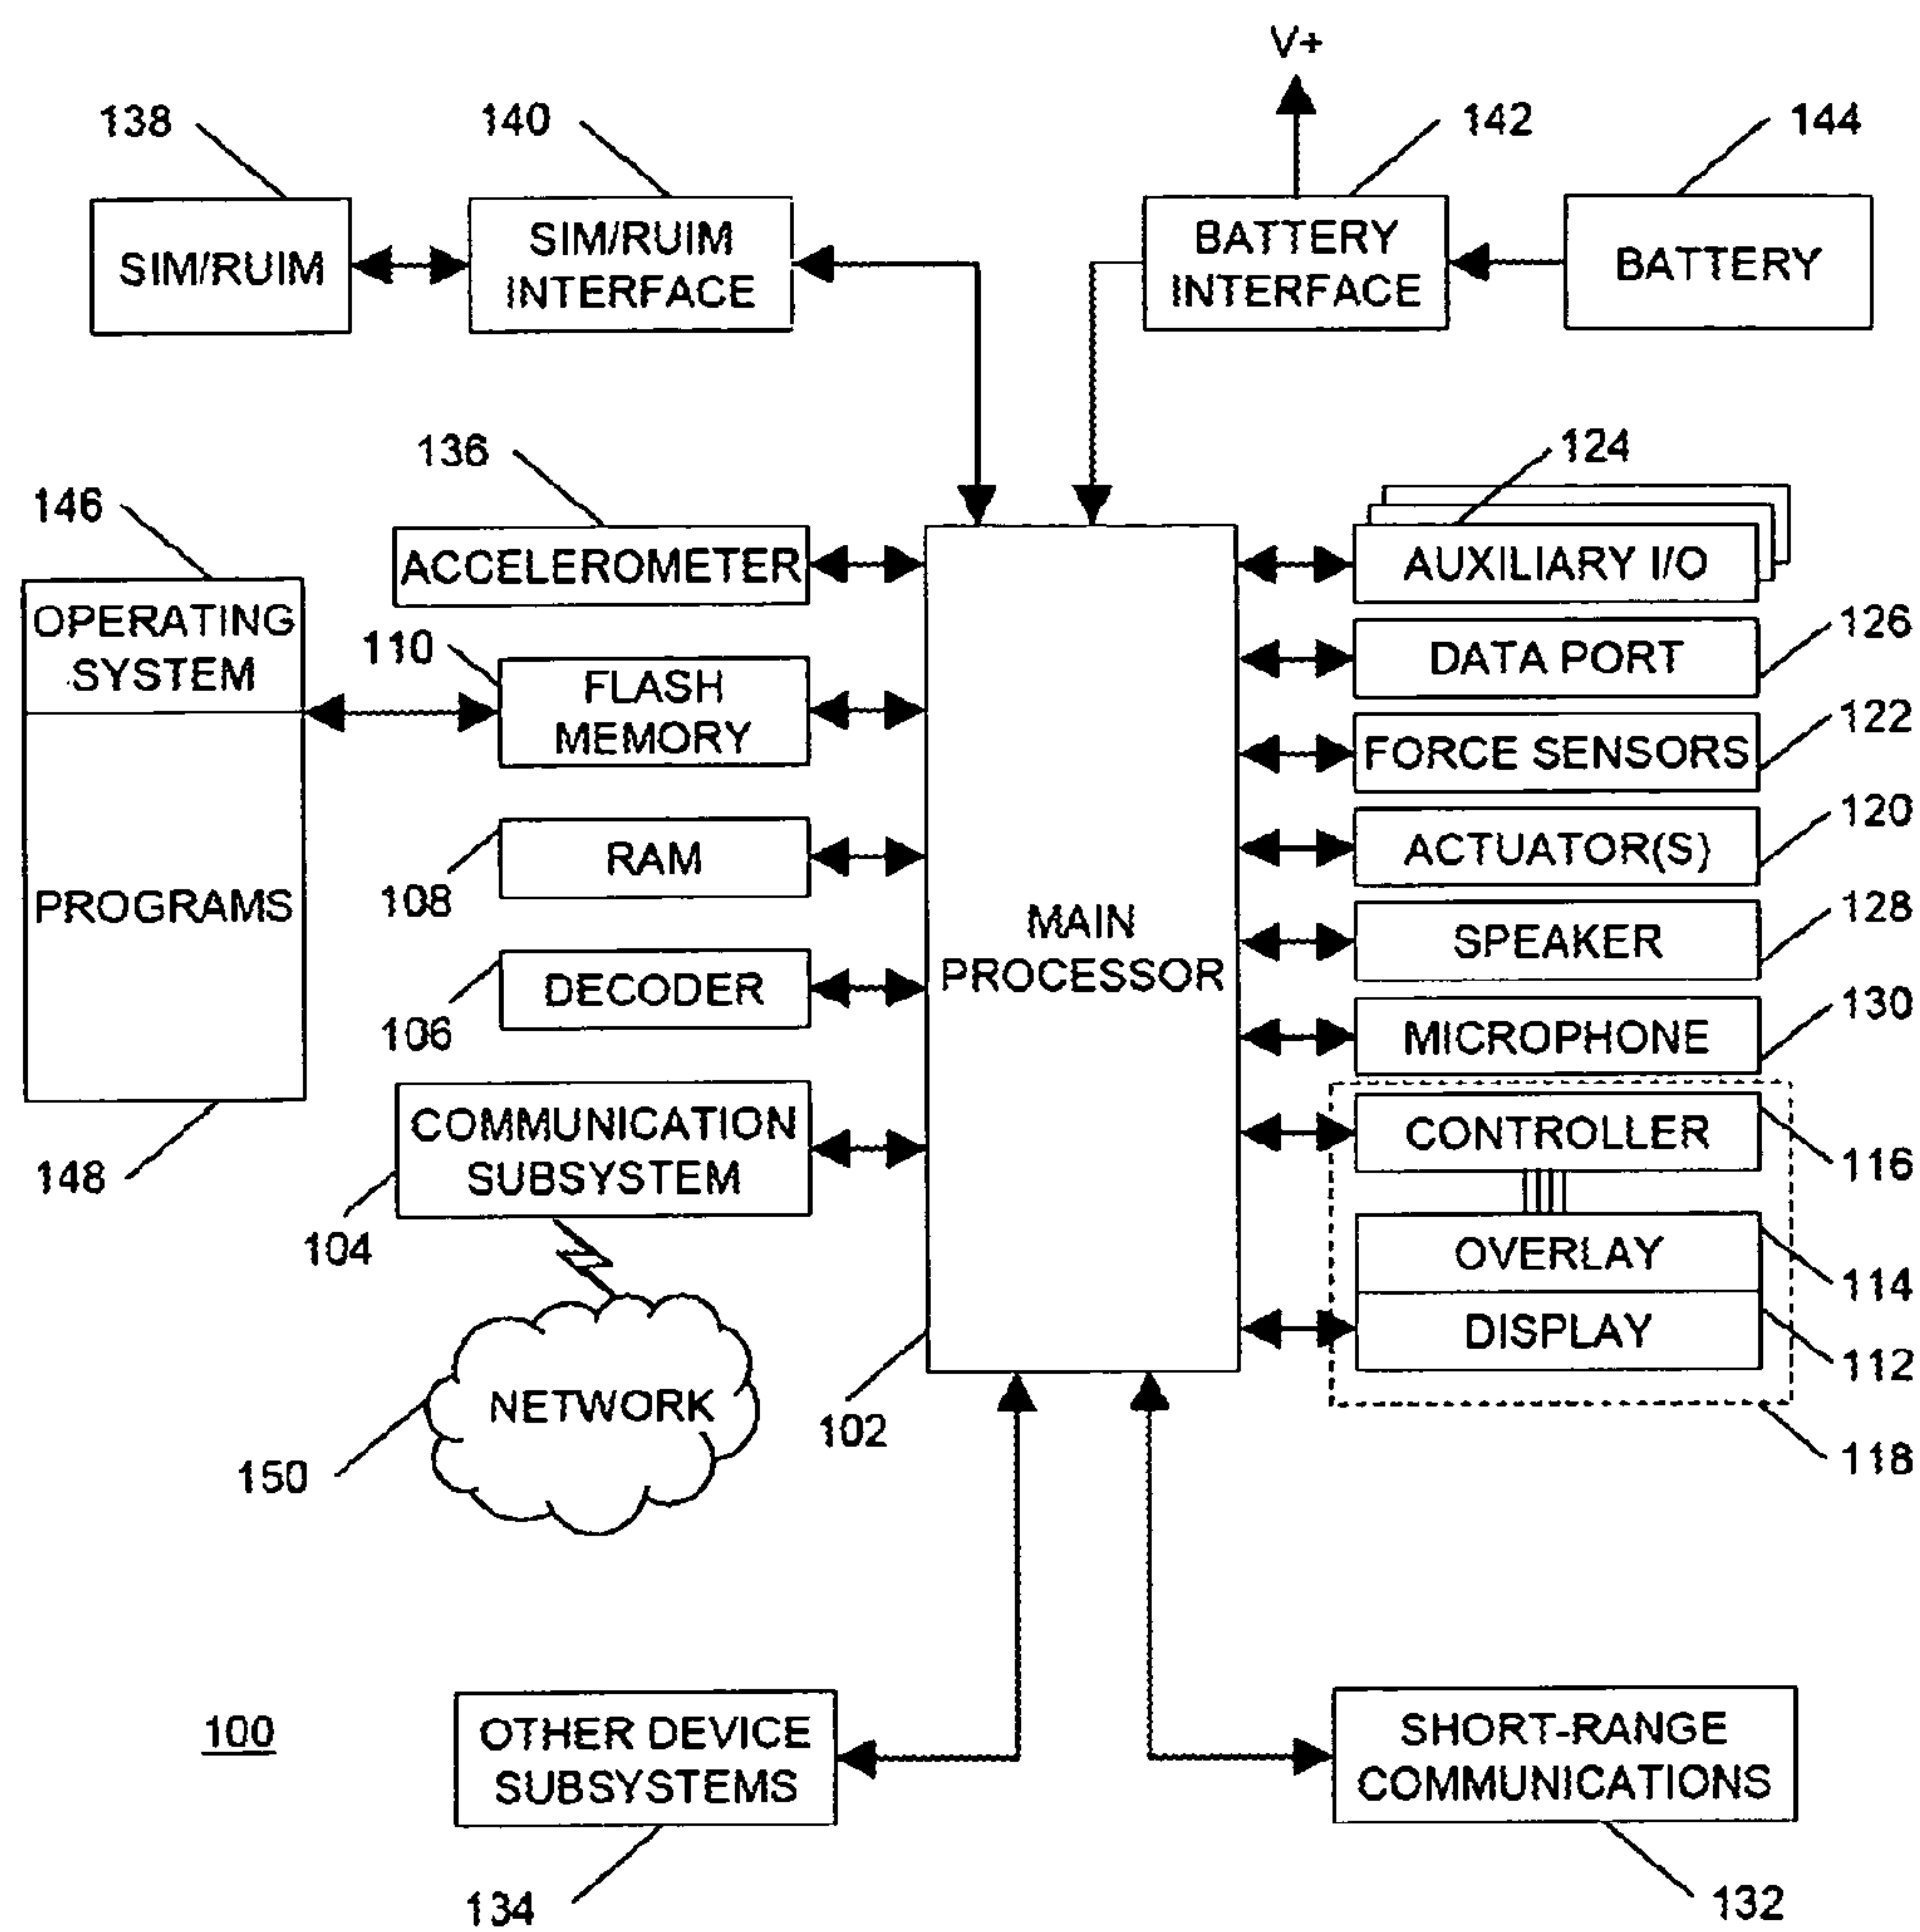 V+
138
140
142
144
SIM/RUIM
SIM/RUIM
INTERFACE
BATTERY
INTERFACE
BATTERY
136
124
146
ACCELEROMETER
AUXILIARY I/O
OPERATING
SYSTEM
110
FLASH
MEMORY
DATA PORT
126
FORCE SENSORS
122
RAM
108
ACTUATOR(S)
120
PROGRAMS
MAIN
PROCESSOR
SPEAKER
128
DECODER
106
MICROPHONE
130
COMMUNICATION
SUBSYSTEM
CONTROLLER
116
148
104
OVERLAY
114
DISPLAY
112
NETWORK
102
150
118
100
OTHER DEVICE
SUBSYSTEMS
SHORT-RANGE
COMMUNICATIONS
134
132